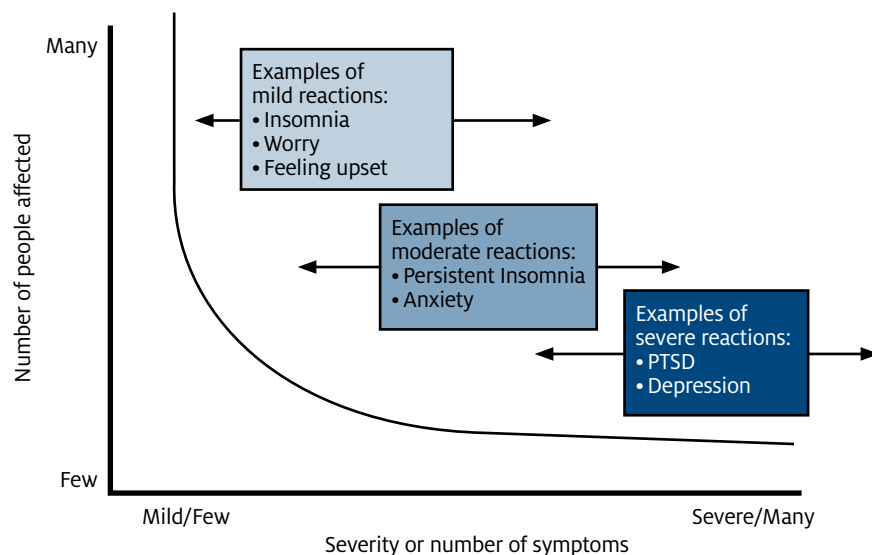 Many
Examples of
mild reactions:
• Insomnia
• Worry
• Feeling upset
Number of people affected
Examples of
moderate reactions:
• Persistent Insomnia
• Anxiety
Examples of
severe reactions:
• PTSD
• Depression
Few
Mild/Few
Severe/Many
Severity or number of symptoms